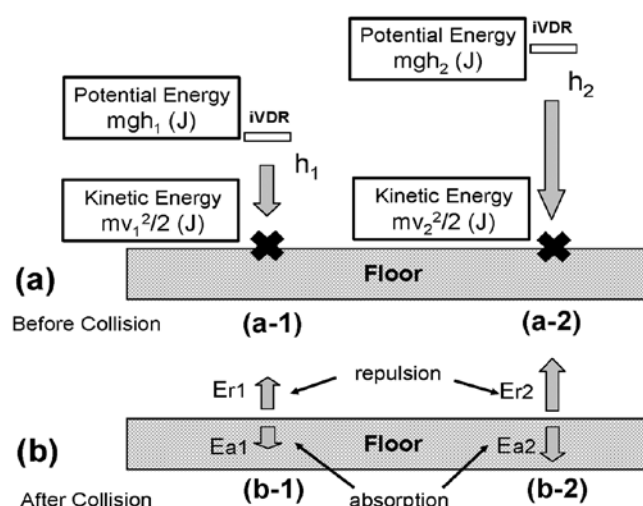 Potential Energy
mgh₂ (J)
iVDR
h₂
Potential Energy
mgh₁ (J)
iVDR
h₁
Kinetic Energy
mv₁²/2 (J)
Kinetic Energy
mv₂²/2 (J)
Floor
(a)
Before Collision
(a-1)
(a-2)
Er1
repulsion
Er2
(b)
Ea1
Floor
Ea2
After Collision
(b-1)
absorption
(b-2)